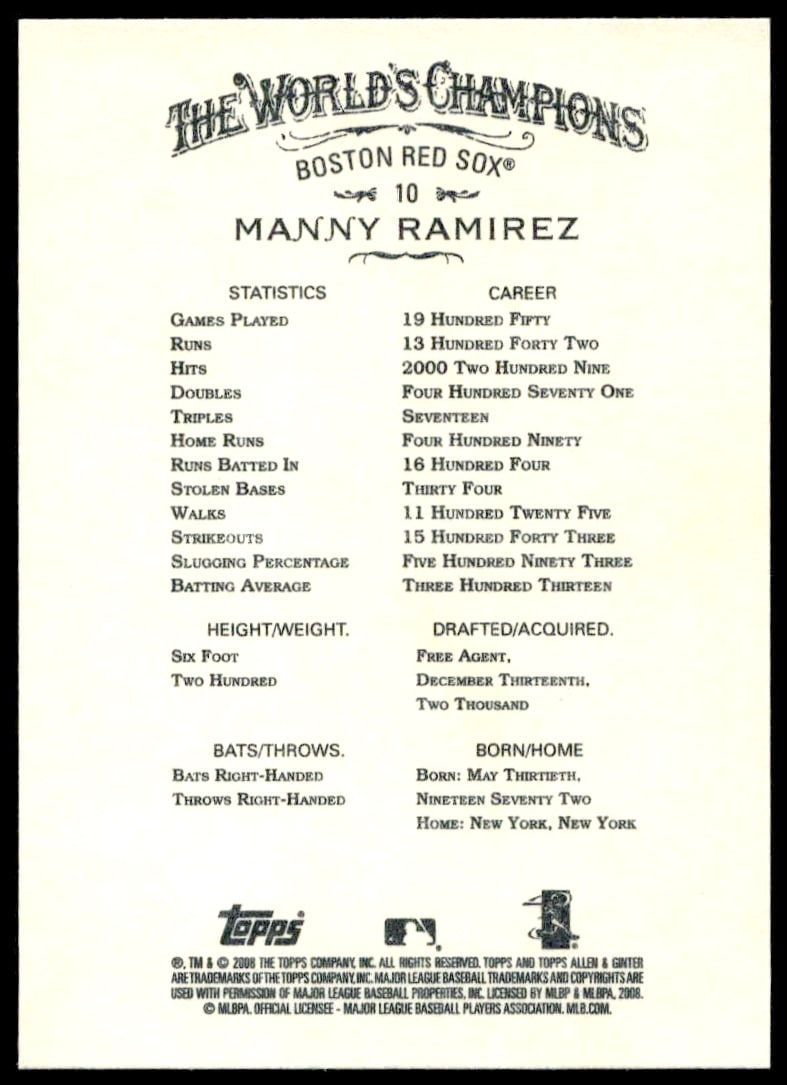 THE WORLD'S CHAMPIONS
BOSTON RED SOX®
10
MANNY RAMIREZ
STATISTICS CAREER
GAMES PLAYED 19 HUNDRED FIFTY
RUNS 13 HUNDRED FORTY TWO
HITS 2000 TWO HUNDRED NINE
DOUBLES FOUR HUNDRED SEVENTY ONE
TRIPLES SEVENTEEN
HOME RUNS FOUR HUNDRED NINETY
RUNS BATTED IN 16 HUNDRED FOUR
STOLEN BASES THIRTY FOUR
WALKS 11 HUNDRED TWENTY FIVE
STRIKEOUTS 15 HUNDRED FORTY THREE
SLUGGING PERCENTAGE FIVE HUNDRED NINETY THREE
BATTING AVERAGE THREE HUNDRED THIRTEEN
HEIGHT/WEIGHT.
SIX FOOT
TWO HUNDRED
DRAFTED/ACQUIRED.
FREE AGENT,
DECEMBER THIRTEENTH,
TWO THOUSAND
BATS/THROWS.
BATS RIGHT-HANDED
THROWS RIGHT-HANDED
BORN/HOME
BORN: MAY THIRTIETH,
NINETEEN SEVENTY TWO
HOME: NEW YORK, NEW YORK
Topps
®, TM & © 2008 THE TOPPS COMPANY, INC. ALL RIGHTS RESERVED. TOPPS AND TOPPS ALLEN & GINTER
ARE TRADEMARKS OF THE TOPPS COMPANY, INC. MAJOR LEAGUE BASEBALL TRADEMARKS AND COPYRIGHTS ARE
USED WITH PERMISSION OF MAJOR LEAGUE BASEBALL PROPERTIES, INC. LICENSED BY MLBP & MLBPA, 2008.
© MLBPA. OFFICIAL LICENSEE - MAJOR LEAGUE BASEBALL PLAYERS ASSOCIATION. MLB.COM.